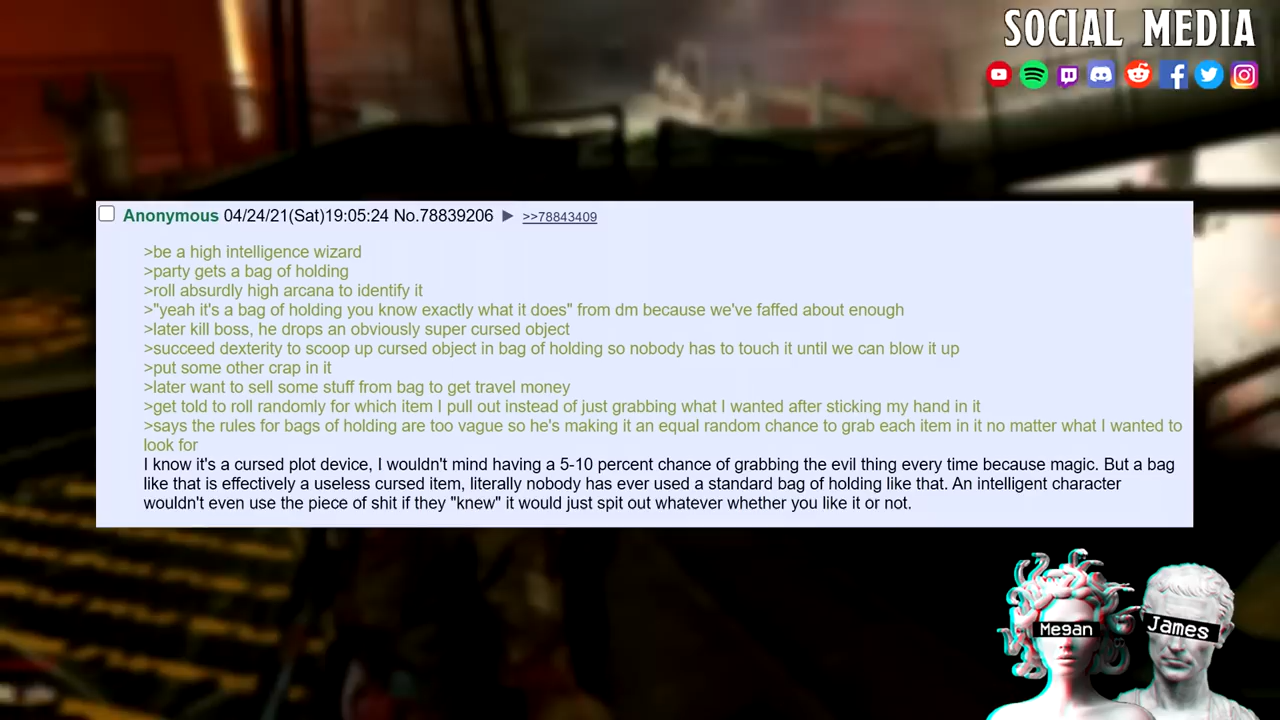 SOCIAL MEDIA
Anonymous 04/24/21(Sat)19:05:24 No.78839206 ▶ >>78843409
>be a high intelligence wizard
>party gets a bag of holding
>roll absurdly high arcana to identify it
>"yeah it's a bag of holding you know exactly what it does" from dm because we've faffed about enough
>later kill boss, he drops an obviously super cursed object
>succeed dexterity to scoop up cursed object in bag of holding so nobody has to touch it until we can blow it up
>put some other crap in it
>later want to sell some stuff from bag to get travel money
>get told to roll randomly for which item I pull out instead of just grabbing what I wanted after sticking my hand in it
>says the rules for bags of holding are too vague so he's making it an equal random chance to grab each item in it no matter what I wanted to
look for
I know it's a cursed plot device, I wouldn't mind having a 5-10 percent chance of grabbing the evil thing every time because magic. But a bag
like that is effectively a useless cursed item, literally nobody has ever used a standard bag of holding like that. An intelligent character
wouldn't even use the piece of shit if they "knew" it would just spit out whatever whether you like it or not.
Megan
James